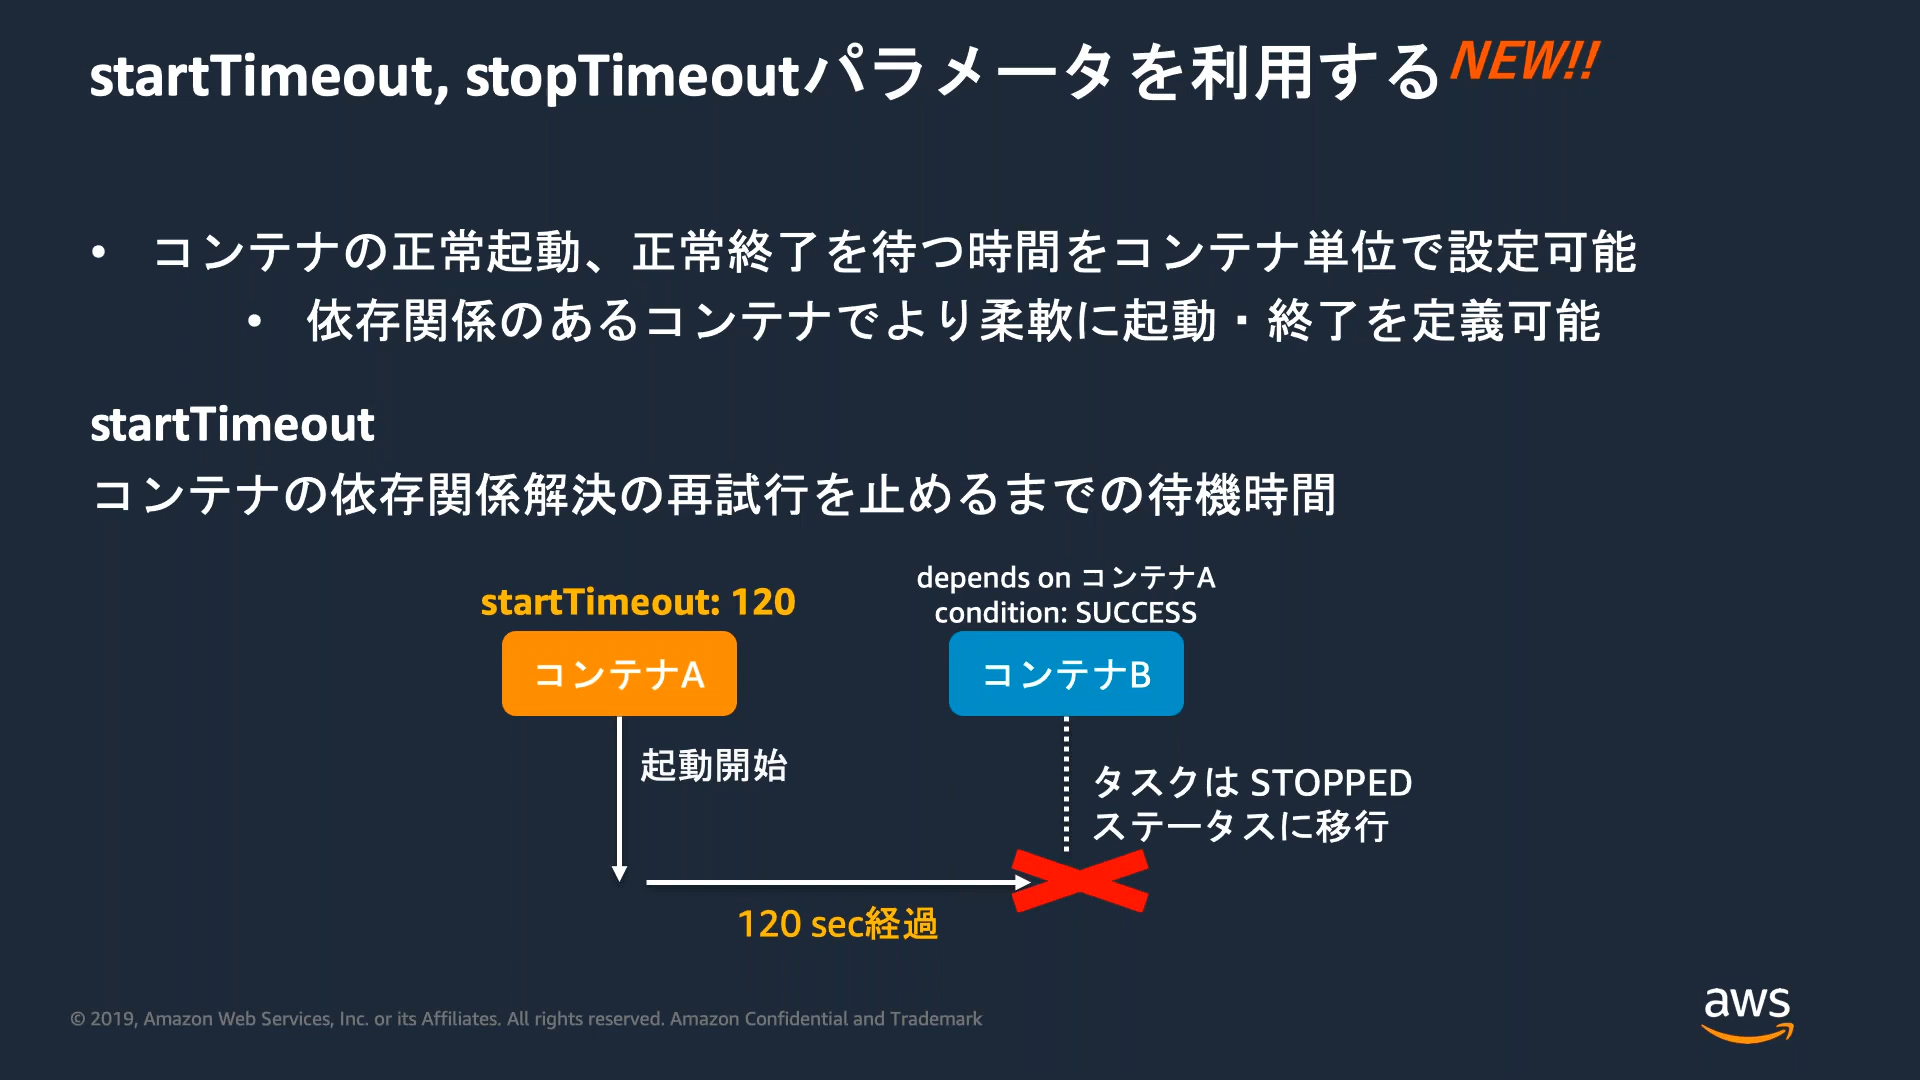 startTimeout, stopTimeoutパラメータを利用するNEW!!
• コンテナの正常起動、正常終了を待つ時間をコンテナ単位で設定可能
• 依存関係のあるコンテナでより柔軟に起動・終了を定義可能
startTimeout
コンテナの依存関係解決の再試行を止めるまでの待機時間
startTimeout: 120
コンテナA
起動開始
depends on コンテナA
condition: SUCCESS
コンテナB
タスクは STOPPED
ステータスに移行
120 sec経過
© 2019, Amazon Web Services, Inc. or its Affiliates. All rights reserved. Amazon Confidential and Trademark
aws